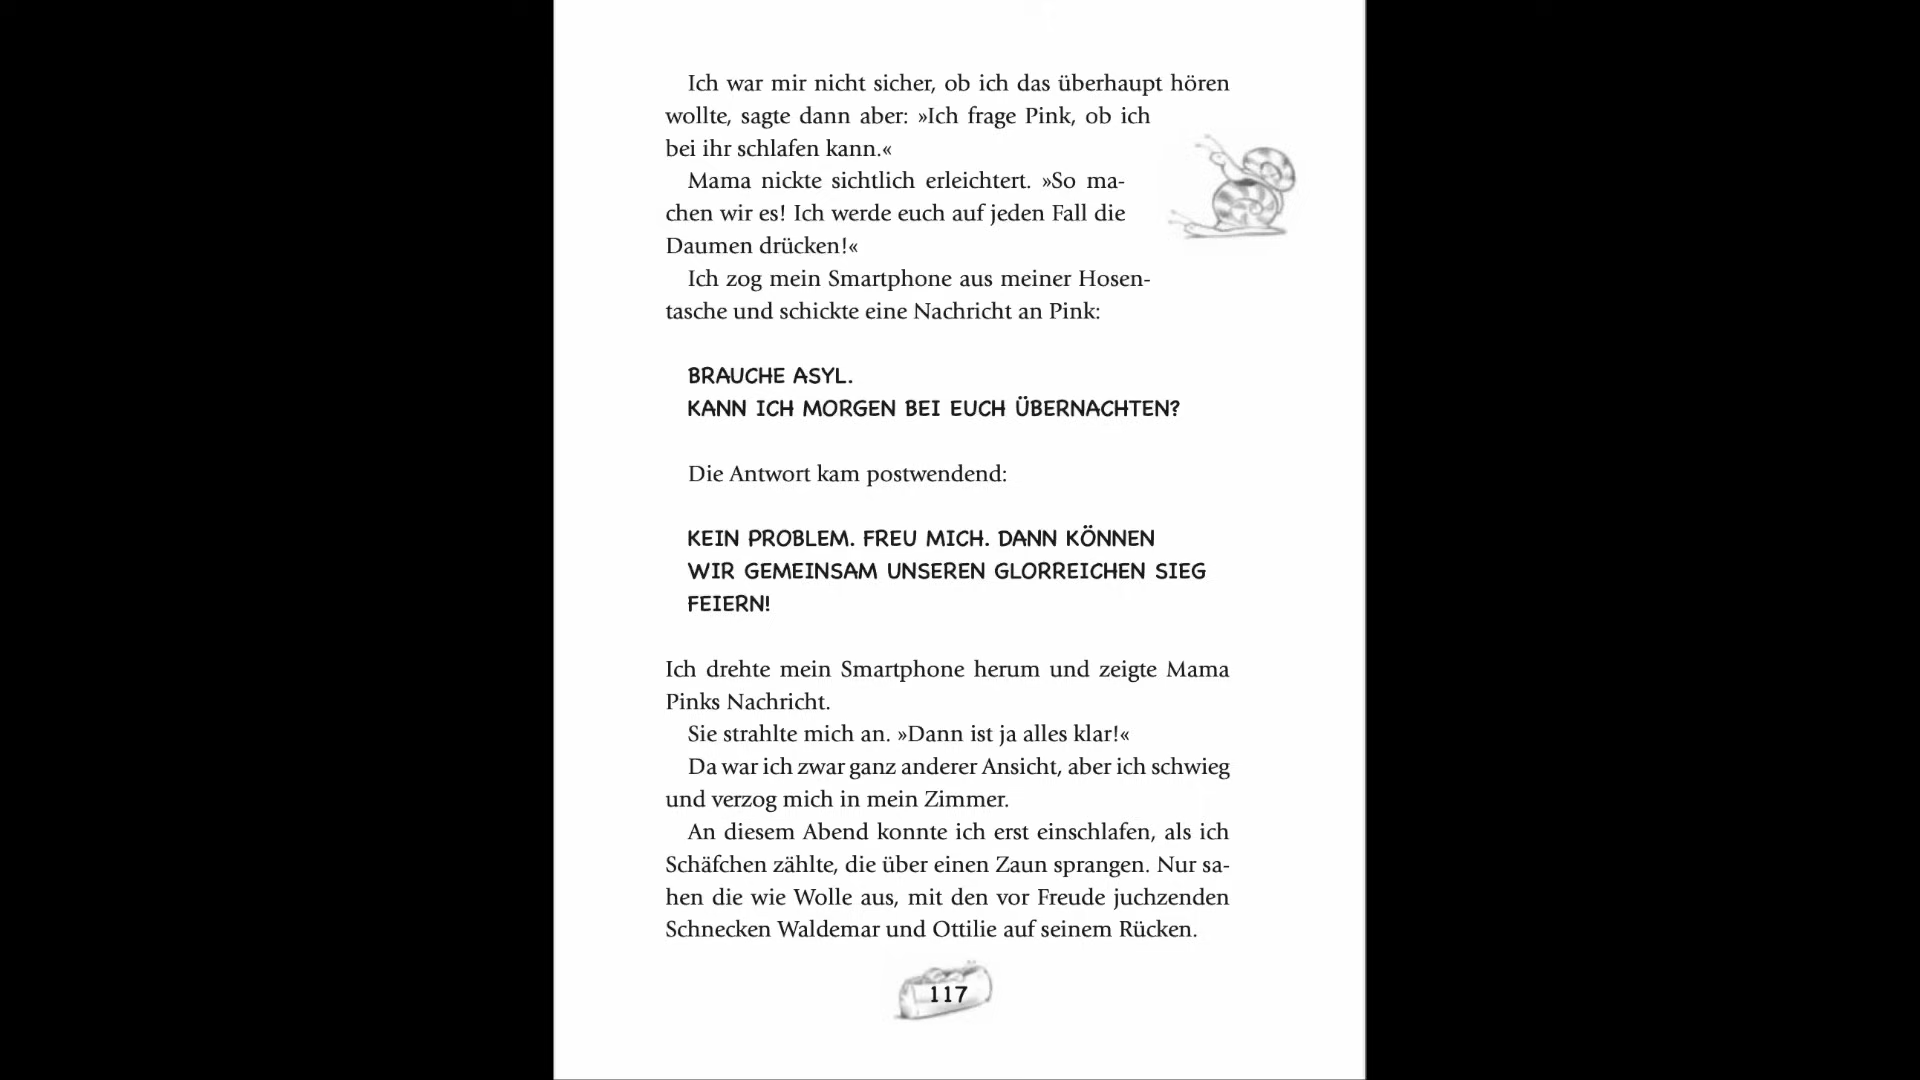 Ich war mir nicht sicher, ob ich das überhaupt hören
wollte, sagte dann aber: »Ich frage Pink, ob ich
bei ihr schlafen kann.«
Mama nickte sichtlich erleichtert. »So ma-
chen wir es! Ich werde euch auf jeden Fall die
Daumen drücken!«
Ich zog mein Smartphone aus meiner Hosen-
tasche und schickte eine Nachricht an Pink:
BRAUCHE ASYL.
KANN ICH MORGEN BEI EUCH ÜBERNACHTEN?
Die Antwort kam postwendend:
KEIN PROBLEM. FREU MICH. DANN KÖNNEN
WIR GEMEINSAM UNSEREN GLORREICHEN SIEG
FEIERN!
Ich drehte mein Smartphone herum und zeigte Mama
Pinks Nachricht.
Sie strahlte mich an. »Dann ist ja alles klar!«
Da war ich zwar ganz anderer Ansicht, aber ich schwieg
und verzog mich in mein Zimmer.
An diesem Abend konnte ich erst einschlafen, als ich
Schäfchen zählte, die über einen Zaun sprangen. Nur sa-
hen die wie Wolle aus, mit den vor Freude juchzenden
Schnecken Waldemar und Ottilie auf seinem Rücken.
117